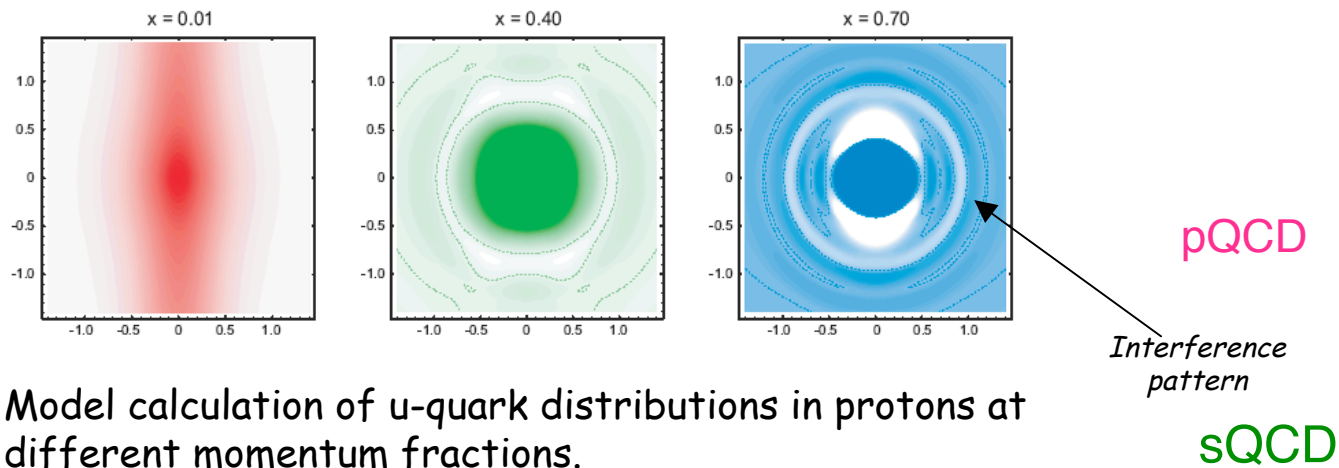 x = 0.01
x = 0.40
x = 0.70
1.0
0.5
0
-0.5
-1.0
-1.0 -0.5 0 0.5 1.0
1.0
0.5
0
-0.5
-1.0
-1.0 -0.5 0 0.5 1.0
1.0
0.5
0
-0.5
-1.0
-1.0 -0.5 0 0.5 1.0
pQCD
Interference
pattern
Model calculation of u-quark distributions in protons at
different momentum fractions.
sQCD